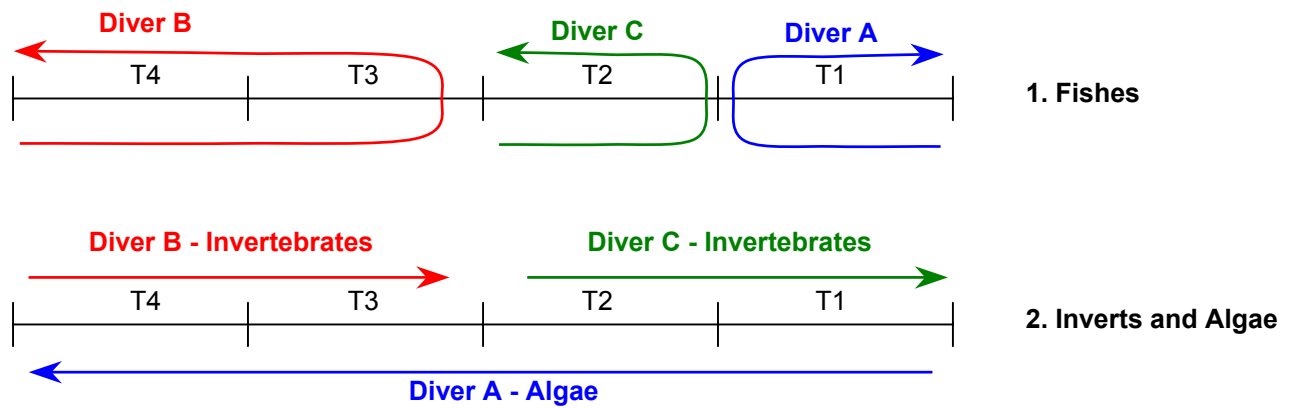 Diver B
Diver C
Diver A
T4
T3
T2
T1
1. Fishes
Diver B - Invertebrates
Diver C - Invertebrates
T4
T3
T2
T1
2. Inverts and Algae
Diver A - Algae